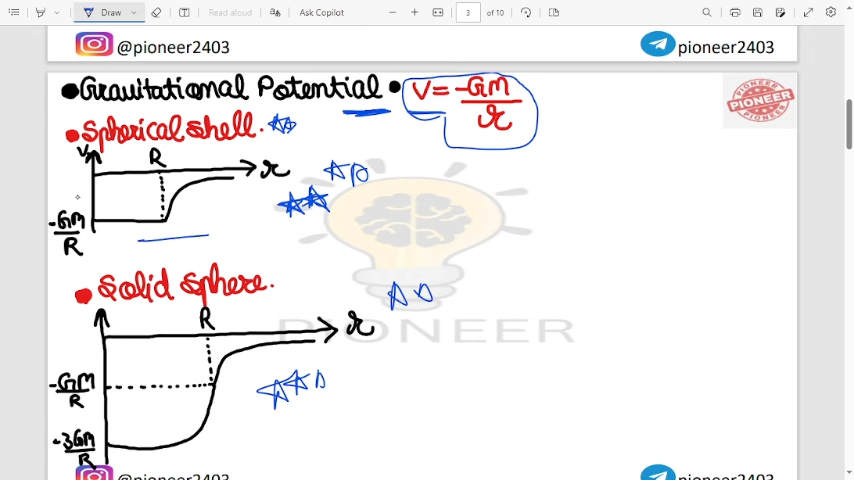 Draw
Read aloud
Ask Copilot
3
of 10
@pioneer2403
pioneer2403
•Gravitational Potential• V= -GM/r
PIONEER
•Spherical shell.
V
R
r
-GM/R
•Solid sphere.
R
r
PIONEER
-GM/R
-3GM/R
@pioneer2403
pioneer2403